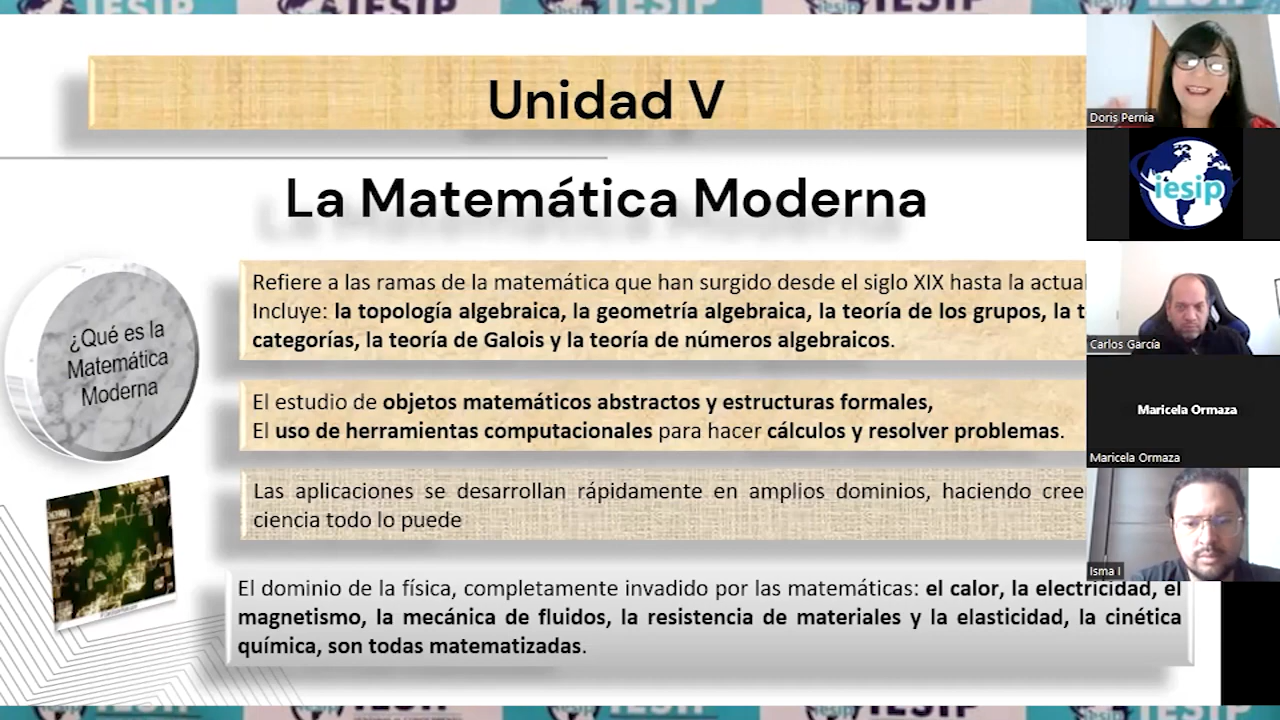 IESIP IESIP IESIP
Unidad V
La Matemática Moderna
¿Qué es la
Matemática
Moderna
Refiere a las ramas de la matemática que han surgido desde el siglo XIX hasta la actual
Incluye: la topología algebraica, la geometría algebraica, la teoría de los grupos, la t
categorías, la teoría de Galois y la teoría de números algebraicos.
El estudio de objetos matemáticos abstractos y estructuras formales,
El uso de herramientas computacionales para hacer cálculos y resolver problemas.
Las aplicaciones se desarrollan rápidamente en amplios dominios, haciendo cree
ciencia todo lo puede
El dominio de la física, completamente invadido por las matemáticas: el calor, la electricidad, el
magnetismo, la mecánica de fluidos, la resistencia de materiales y la elasticidad, la cinética
química, son todas matematizadas.
Doris Pernia
iesip
Carlos García
Maricela Ormaza
Maricela Ormaza
Isma I